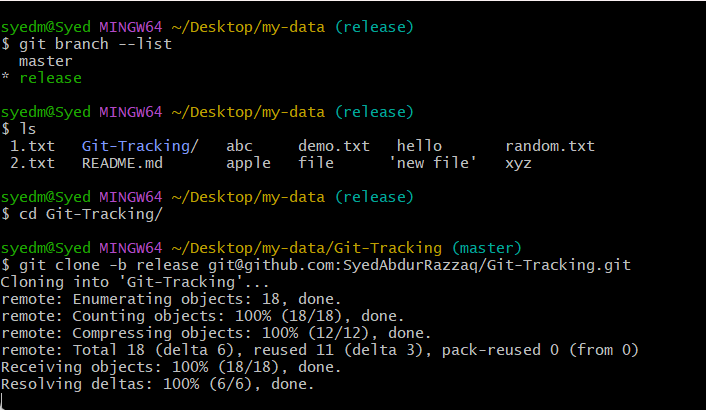 syedm@Syed MINGW64 ~/Desktop/my-data (release)
$ git branch --list
  master
* release
syedm@Syed MINGW64 ~/Desktop/my-data (release)
$ ls
 1.txt   Git-Tracking/   abc     demo.txt   hello       random.txt
 2.txt   README.md       apple   file      'new file'   xyz
syedm@Syed MINGW64 ~/Desktop/my-data (release)
$ cd Git-Tracking/
syedm@Syed MINGW64 ~/Desktop/my-data/Git-Tracking (master)
$ git clone -b release git@github.com:SyedAbdurRazzaq/Git-Tracking.git
Cloning into 'Git-Tracking'...
remote: Enumerating objects: 18, done.
remote: Counting objects: 100% (18/18), done.
remote: Compressing objects: 100% (12/12), done.
remote: Total 18 (delta 6), reused 11 (delta 3), pack-reused 0 (from 0)
Receiving objects: 100% (18/18), done.
Resolving deltas: 100% (6/6), done.